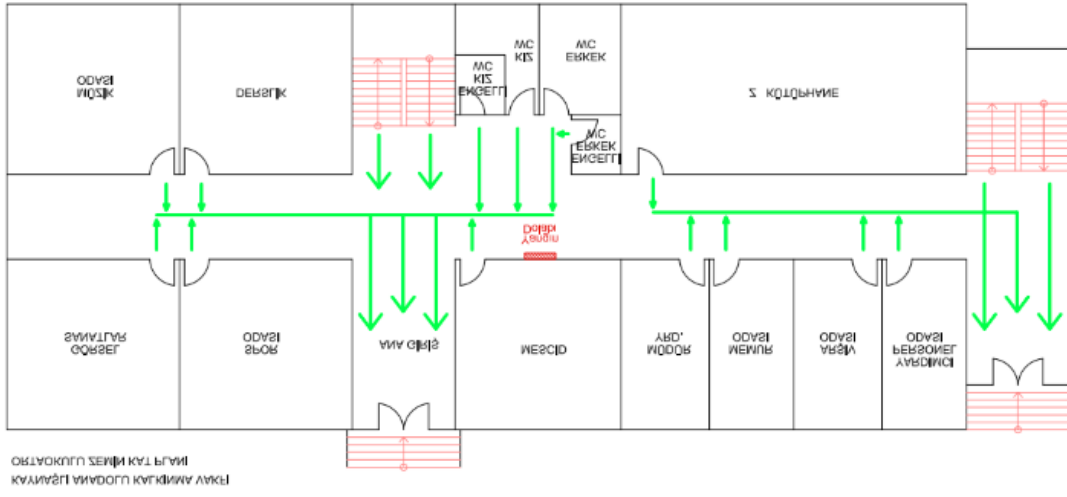 KAYNAŞLI ANADOLU KALKINMA VAKFI
ORTAOKULU ZEMİN KAT PLANI
GÖRSEL
SANATLAR
SPOR
ODASI
ANA GİRİŞ
MESCİD
MÜDÜR
YRD.
MEMUR
ODASI
ARŞİV
ODASI
YARDIMCI
PERSONEL
ODASI
Yangın
Dolabı
MÜZİK
ODASI
DERSLİK
ENGELLİ
KIZ
WC
KIZ
WC
ERKEK
WC
ENGELLİ
ERKEK
WC
Z KÜTÜPHANE